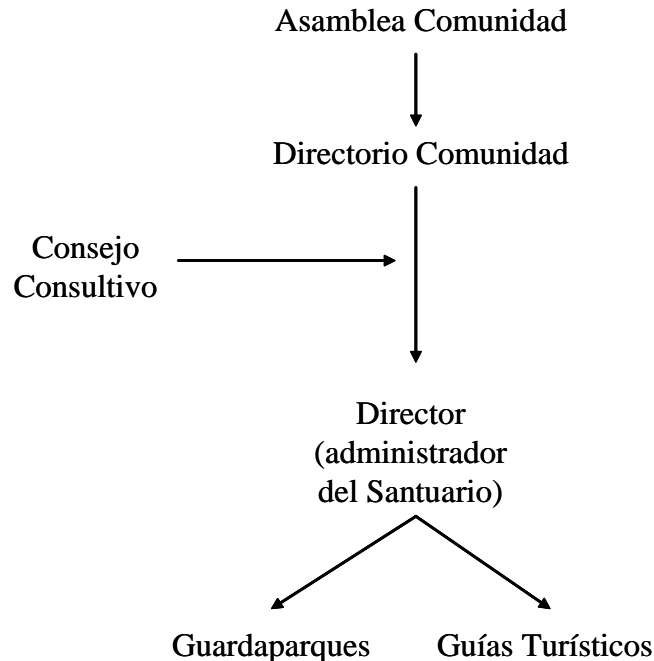 Asamblea Comunidad
Directorio Comunidad
Consejo
Consultivo
Director
(administrador
del Santuario)
Guardaparques
Guías Turísticos